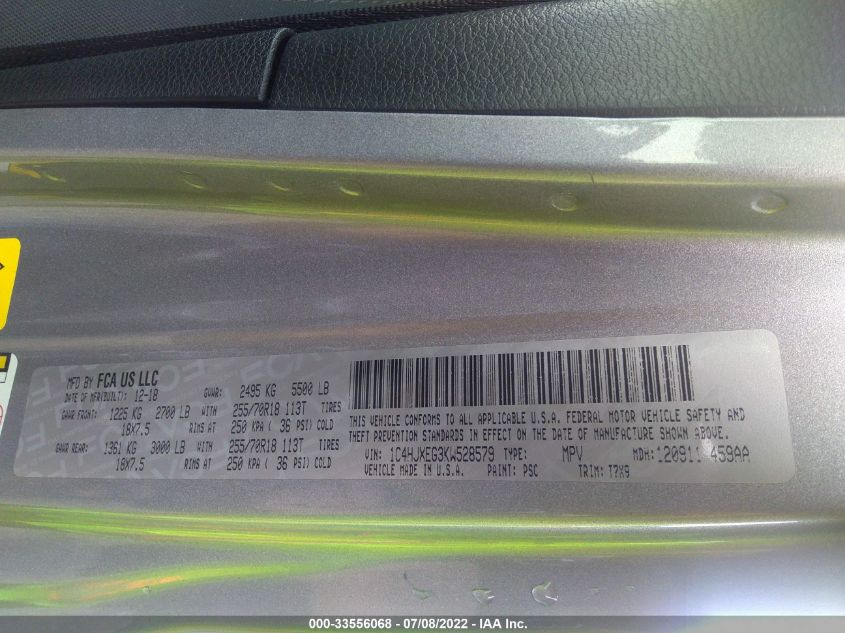 MFD BY FCA US LLC
DATE OF MFR(BUILT): 12-18 GVWR: 2495 KG 5500 LB
GAWR FRONT: 1225 KG 2700 LB WITH 255/70R18 113T TIRES
18X7.5 RIMS AT 250 KPA ( 36 PSI) COLD
GAWR REAR: 1361 KG 3000 LB WITH 255/70R18 113T TIRES
18X7.5 RIMS AT 250 KPA ( 36 PSI) COLD
THIS VEHICLE CONFORMS TO ALL APPLICABLE U.S.A. FEDERAL MOTOR VEHICLE SAFETY AND
THEFT PREVENTION STANDARDS IN EFFECT ON THE DATE OF MANUFACTURE SHOWN ABOVE.
VIN: 1C4HJXEG3KW528579 TYPE: MPV MDH: 120911 459AA
VEHICLE MADE IN U.S.A. PAINT: PSC TRIM: T7X9
000-33556068 - 07/08/2022 - IAA Inc.